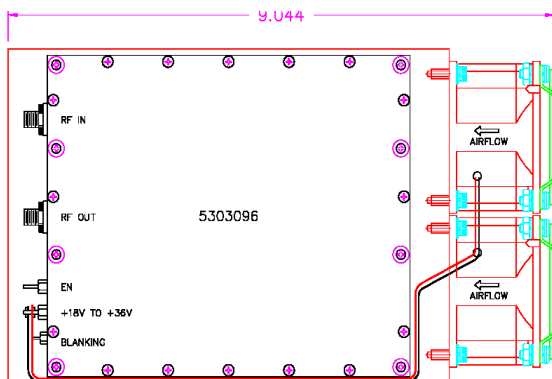 9.044
RF IN
AIRFLOW
RF OUT
5303096
EN
+18V TO +36V
AIRFLOW
BLANKING